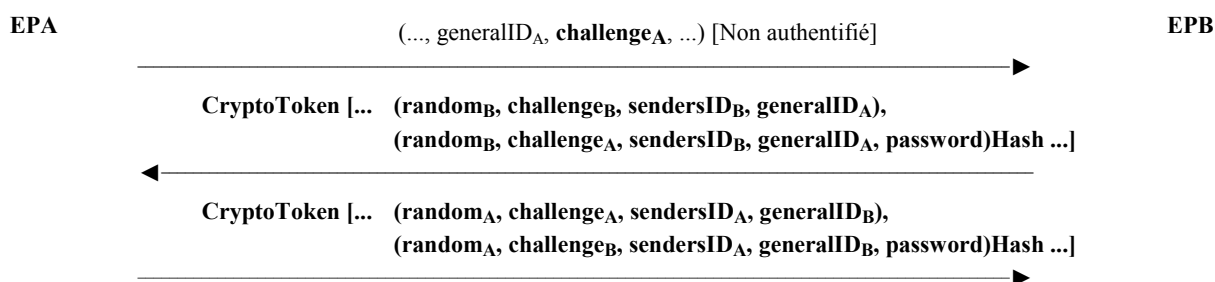 EPA (..., generalIDA, challengeA, ...) [Non authentifié] EPB
CryptoToken [... (randomB, challengeB, sendersIDB, generalIDA),
(randomB, challengeA, sendersIDB, generalIDA, password)Hash ...]
CryptoToken [... (randomA, challengeA, sendersIDA, generalIDB),
(randomA, challengeB, sendersIDA, generalIDB, password)Hash ...]